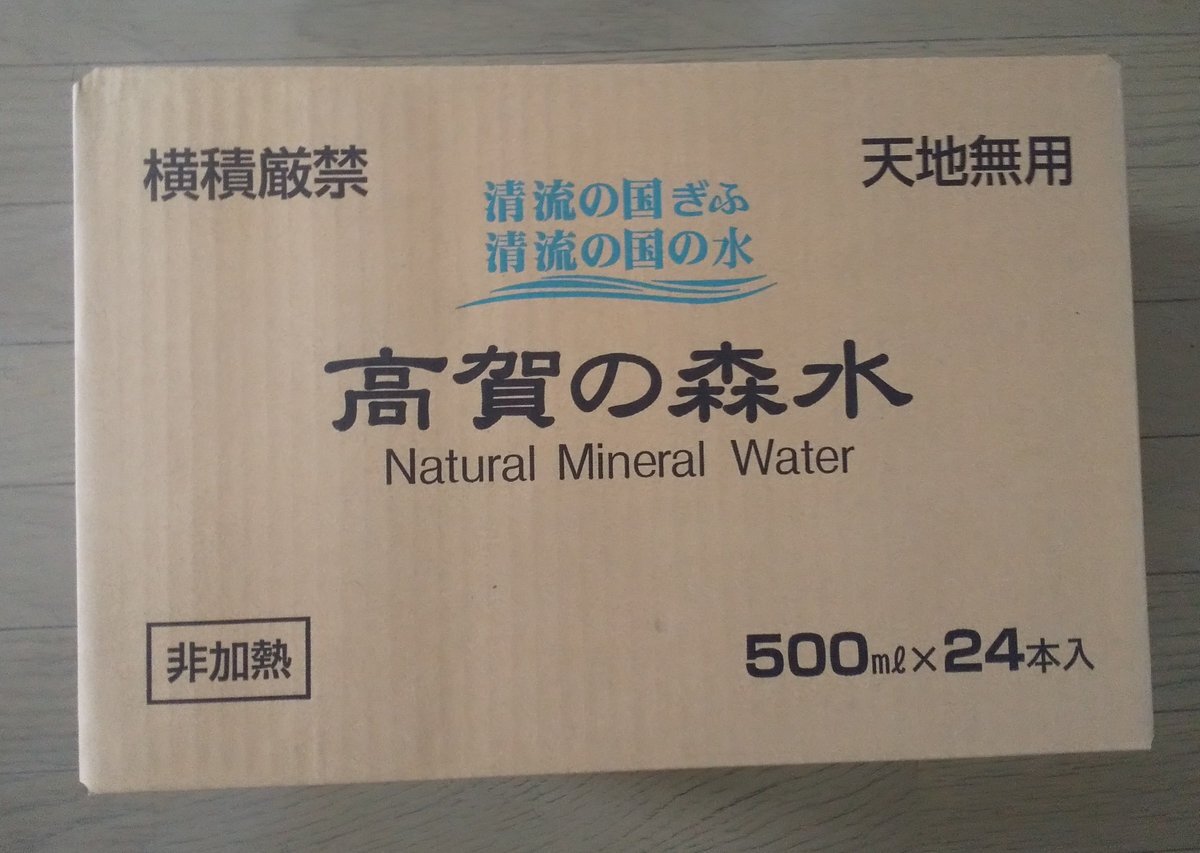 横積厳禁
天地無用
清流の国ぎふ
清流の国の水
高賀の森水
Natural Mineral Water
非加熱
500mℓ×24本入